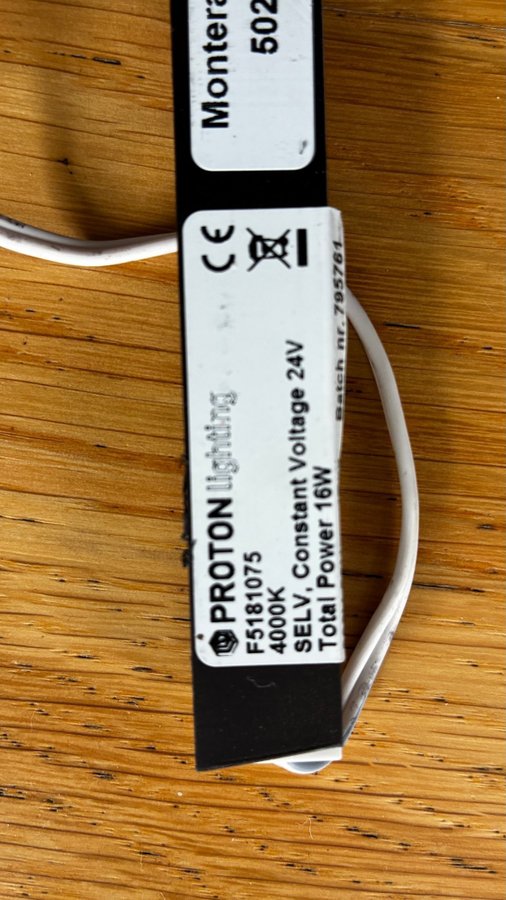 Montera
502
CE
PROTON lighting
F5181075
4000K
SELV, Constant Voltage 24V
Total Power 16W
Batch nr. 795761